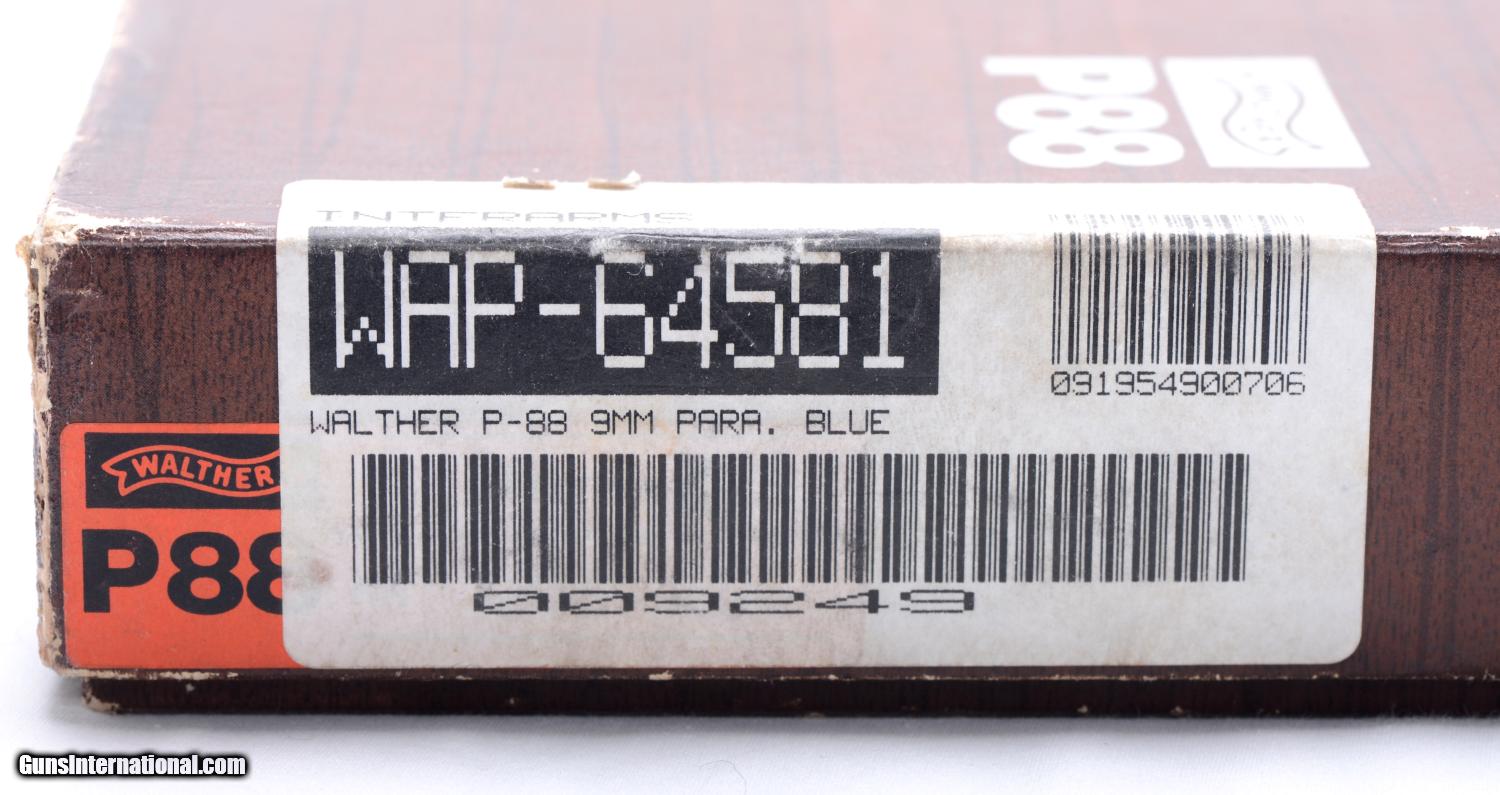 P88
INTERARMS
WAP-64581
091954900706
WALTHER P-88 9MM PARA. BLUE
WALTHER
P88
009249
GunsInternational.com